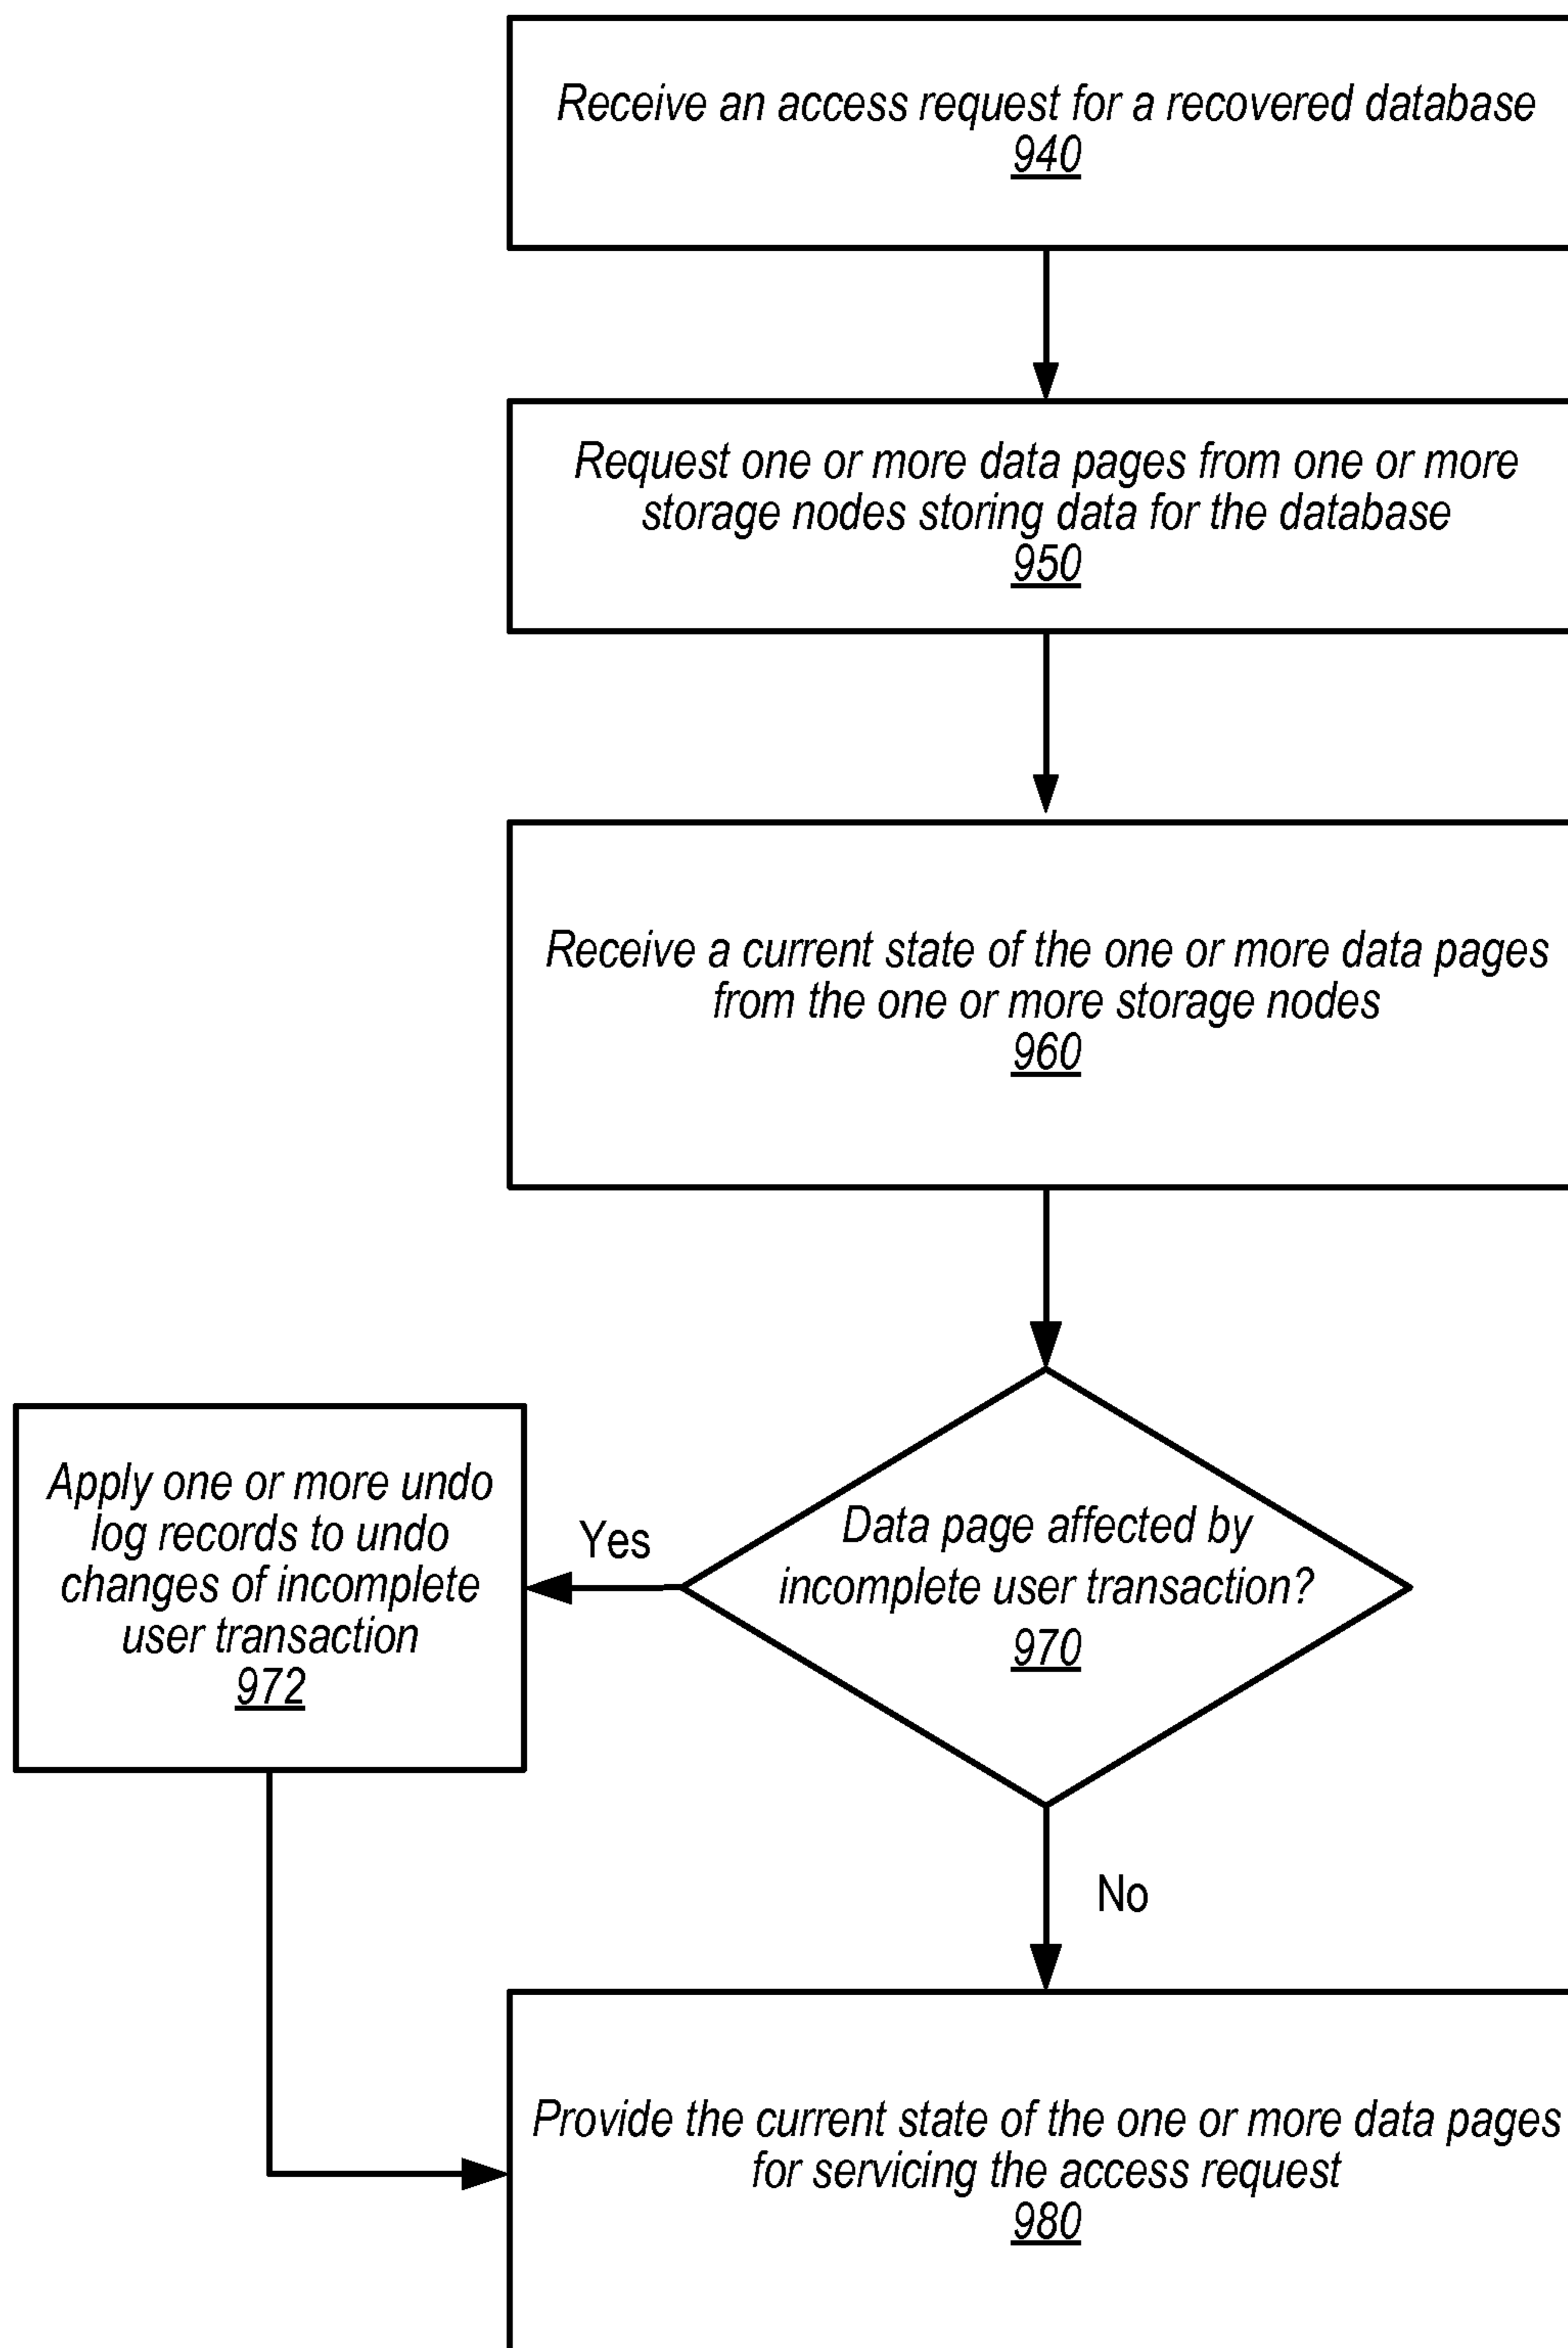 Receive an access request for a recovered database
940
Request one or more data pages from one or more
storage nodes storing data for the database
950
Receive a current state of the one or more data pages
from the one or more storage nodes
960
Apply one or more undo
log records to undo
changes of incomplete
user transaction
972
Yes
Data page affected by
incomplete user transaction?
970
No
Provide the current state of the one or more data pages
for servicing the access request
980